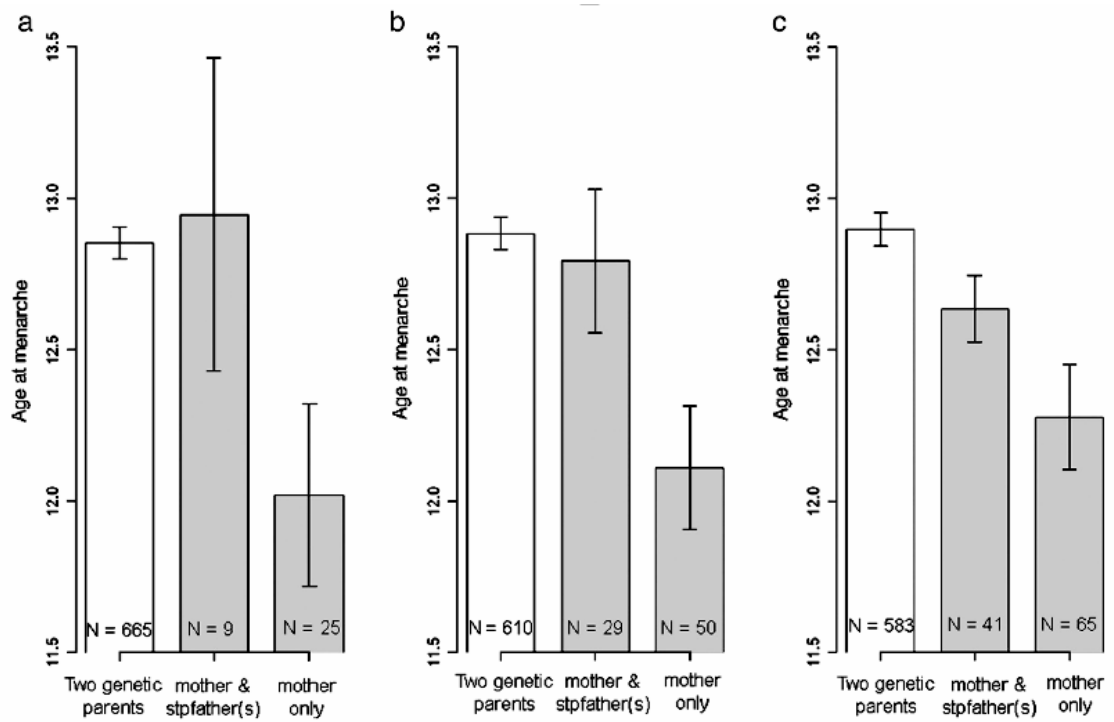 a
Age at menarche
13.5
13.0
12.5
12.0
11.5
N = 665
N = 9
N = 25
Two genetic
parents
mother &
stpfather(s)
mother
only
b
Age at menarche
13.5
13.0
12.5
12.0
11.5
N = 610
N = 29
N = 50
Two genetic
parents
mother &
stpfather(s)
mother
only
c
Age at menarche
13.5
13.0
12.5
12.0
11.5
N = 583
N = 41
N = 65
Two genetic
parents
mother &
stpfather(s)
mother
only